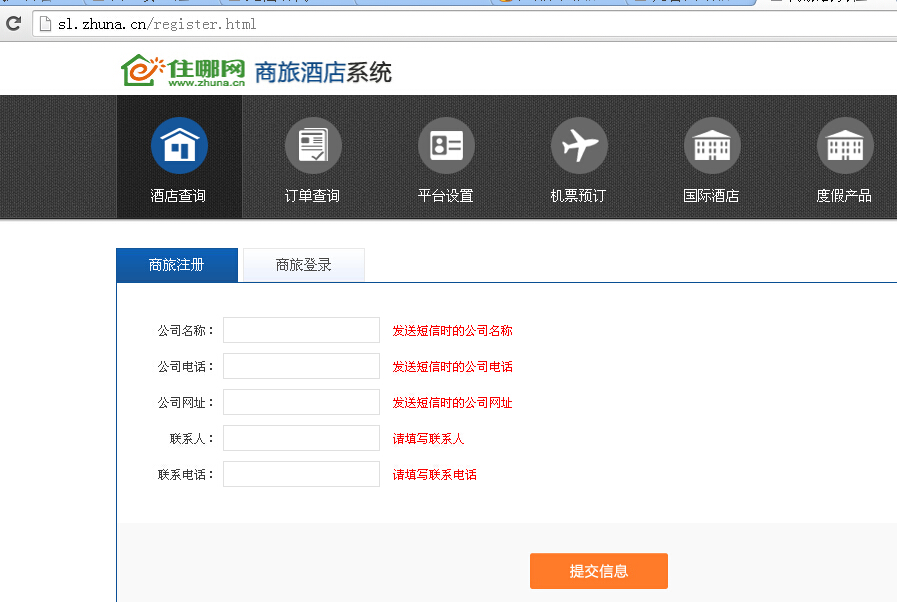 sl.zhuna.cn/register.html
住哪网 商旅酒店系统
www.zhuna.cn
酒店查询 订单查询 平台设置 机票预订 国际酒店 度假产品
商旅注册 商旅登录
公司名称： 发送短信时的公司名称
公司电话： 发送短信时的公司电话
公司网址： 发送短信时的公司网址
联系人： 请填写联系人
联系电话： 请填写联系电话
提交信息